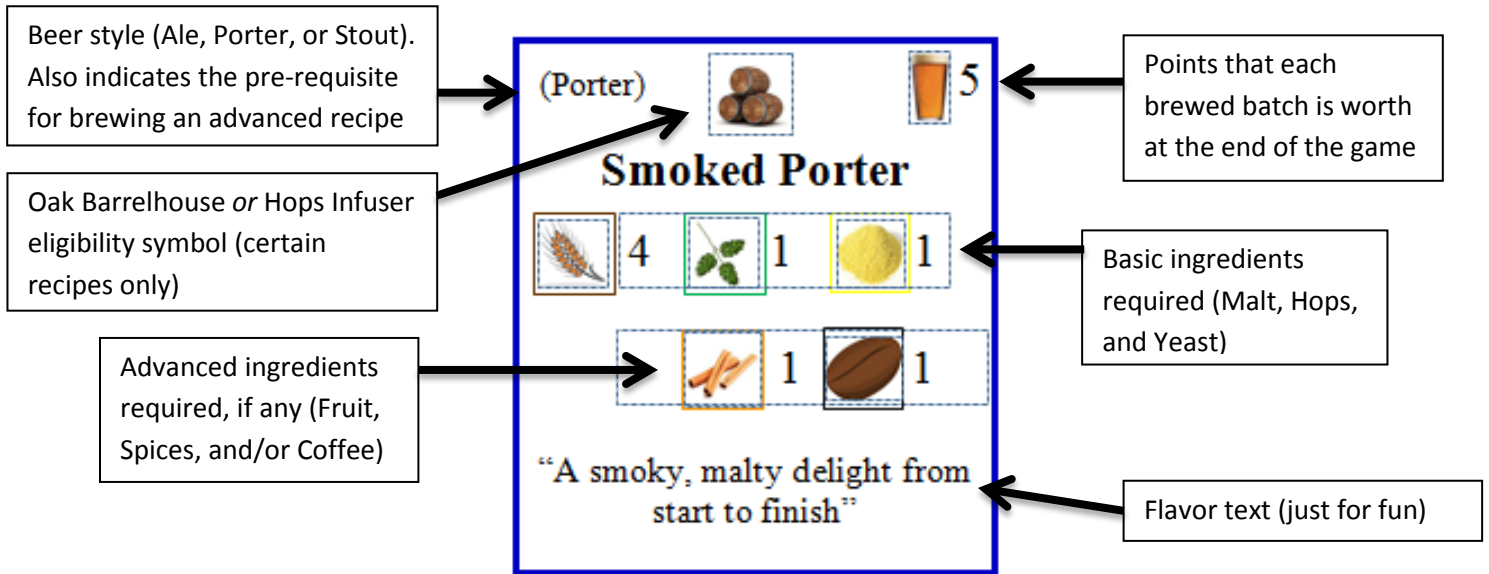 Beer style (Ale, Porter, or Stout).
Also indicates the pre-requisite
for brewing an advanced recipe
Oak Barrelhouse or Hops Infuser
eligibility symbol (certain
recipes only)
Advanced ingredients
required, if any (Fruit,
Spices, and/or Coffee)
(Porter)
5
Smoked Porter
4 1 1
1 1
“A smoky, malty delight from
start to finish”
Points that each
brewed batch is worth
at the end of the game
Basic ingredients
required (Malt, Hops,
and Yeast)
Flavor text (just for fun)